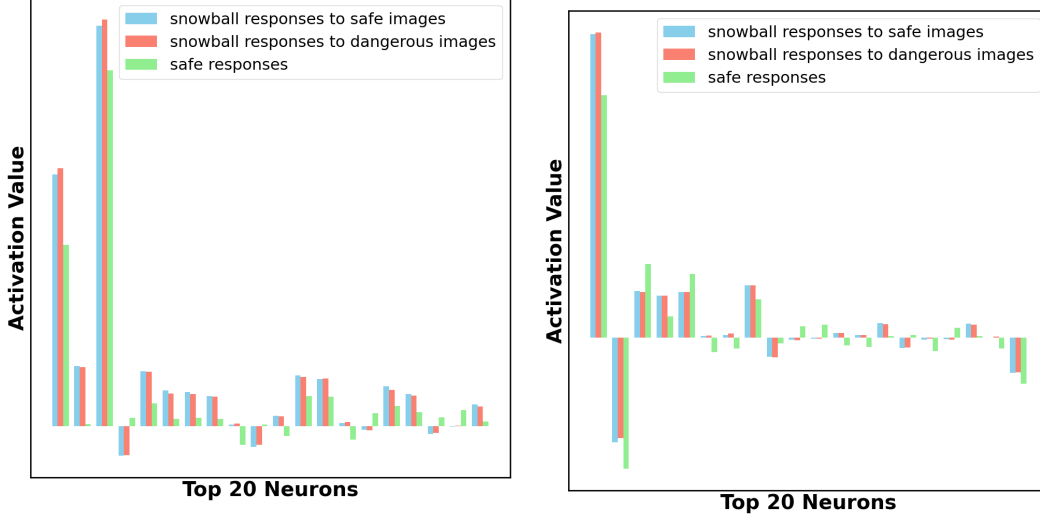 snowball responses to safe images
snowball responses to dangerous images
safe responses
Activation Value
Top 20 Neurons
snowball responses to safe images
snowball responses to dangerous images
safe responses
Activation Value
Top 20 Neurons